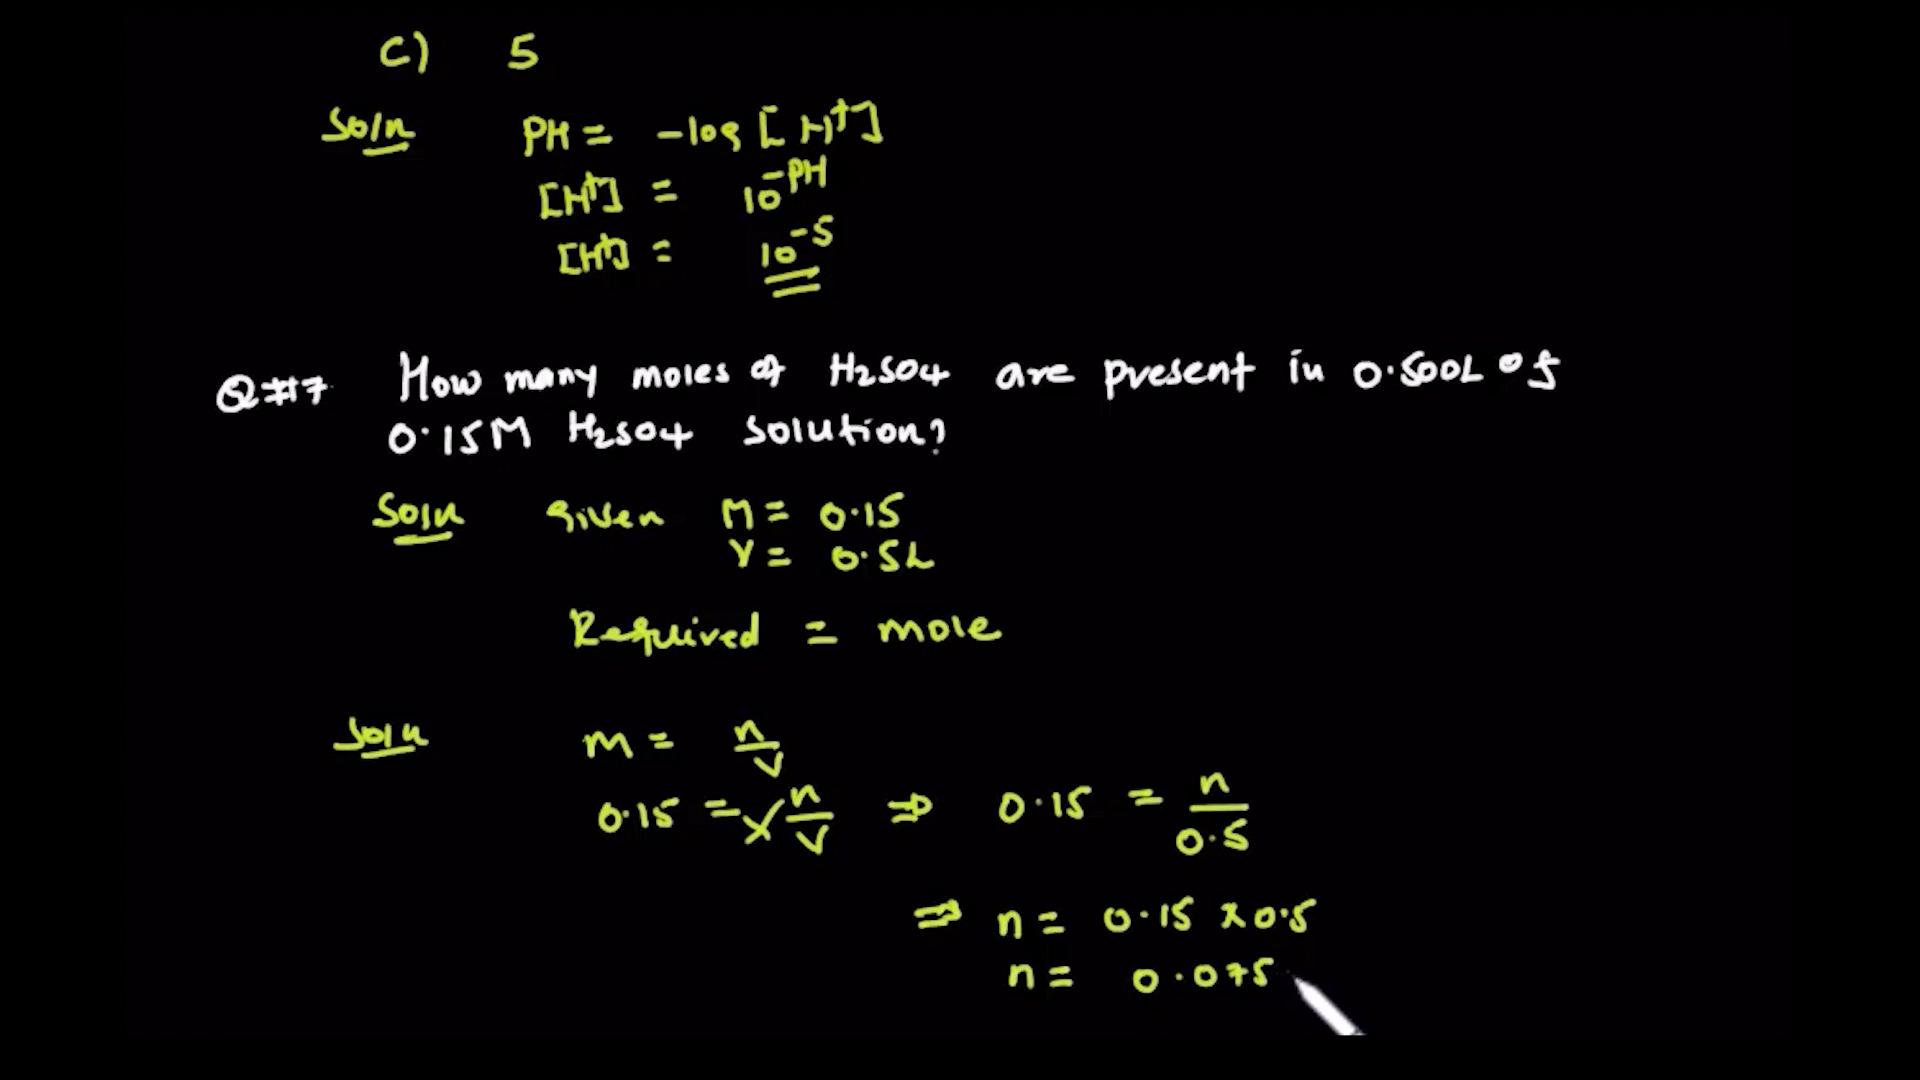 C) 5
Soln PH = -log [H⁺]
[H⁺] = 10⁻ᴾᴴ
[H⁺] = 10⁻⁵
Q#7 How many moles of H₂SO₄ are present in 0.500L of
0.15M H₂SO₄ solution?
Soln Given M = 0.15
V = 0.5L
Required = mole
Soln M = n/V
0.15 = n/V ⇒ 0.15 = n/0.5
⇒ n = 0.15 x 0.5
n = 0.075